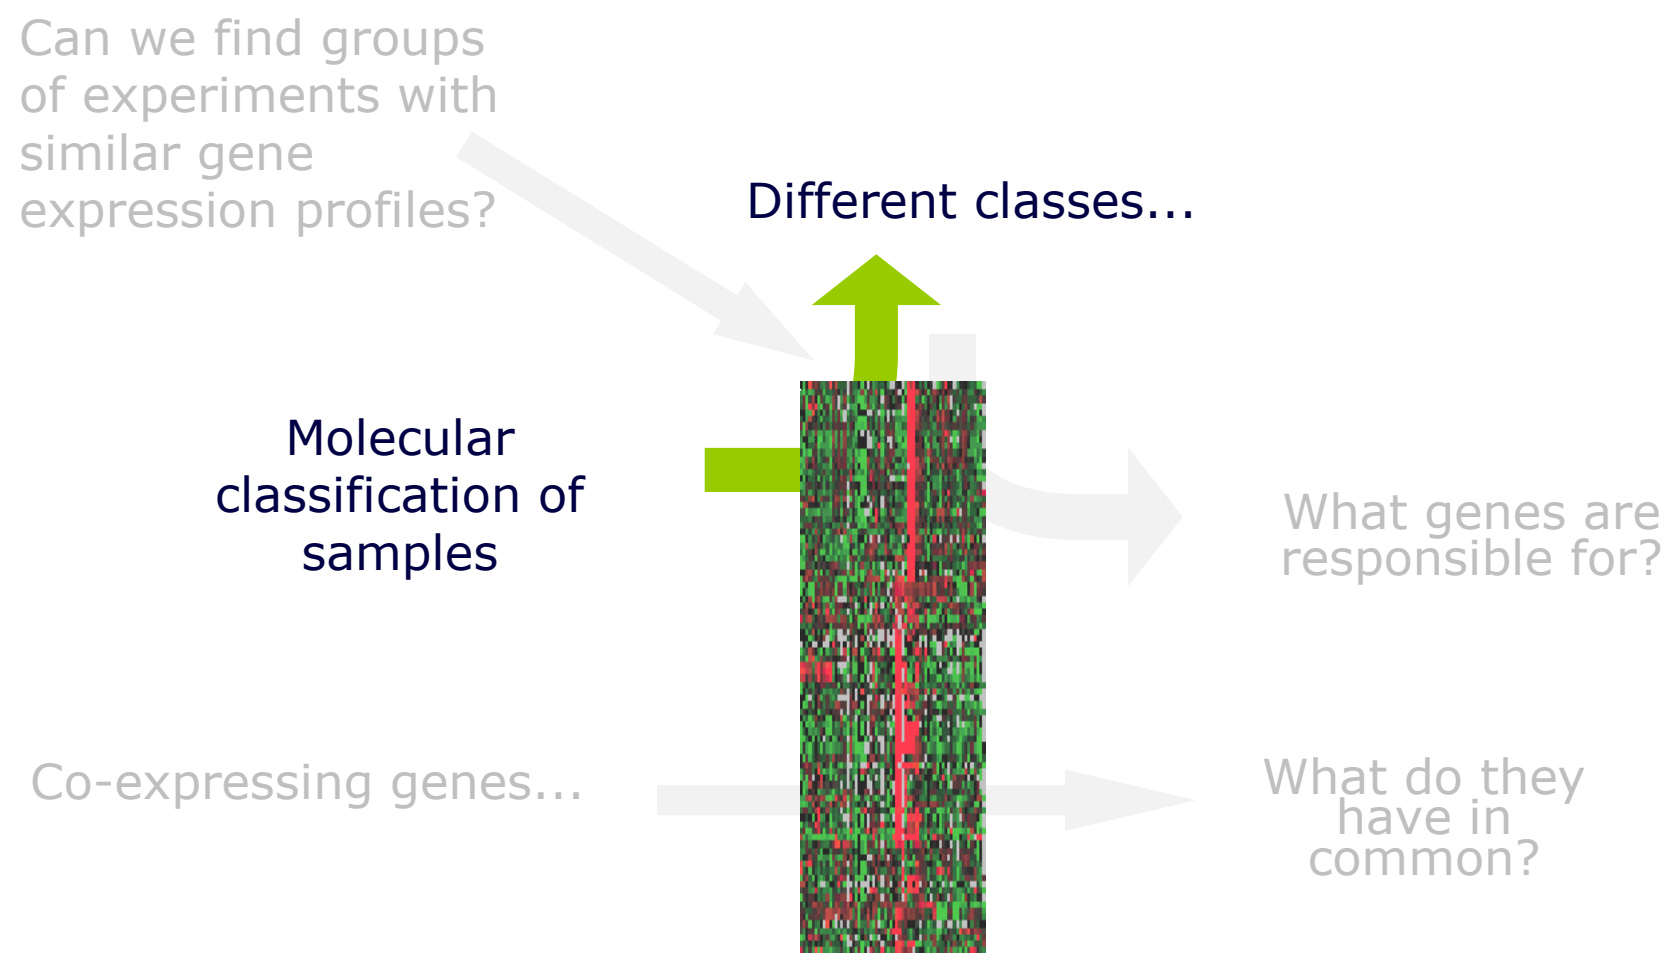 Can we find groups
of experiments with
similar gene
expression profiles?
Different classes…
Molecular
classification of
samples
What genes are
responsible for?
Co-expressing genes…
What do they
have in
common?